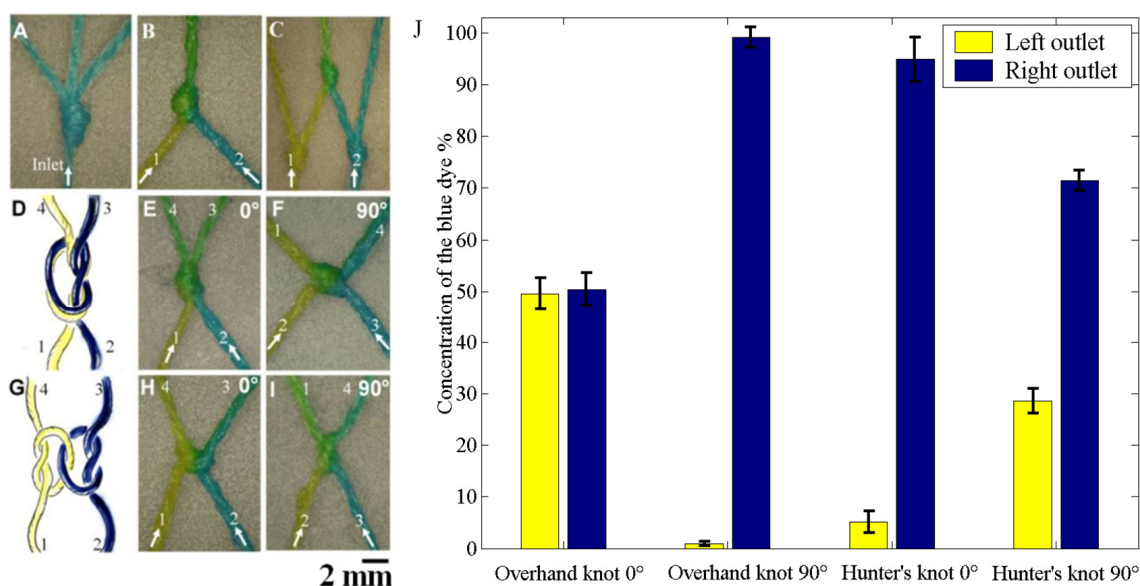 A
B
C
Inlet
1
2
1
2
D
4
3
1
2
E
4
3
0°
1
2
F
1
90°
4
2
3
G
4
3
1
2
H
4
3
0°
1
2
I
1
4
90°
2
3
2 mm
J
Concentration of the blue dye %
100
90
80
70
60
50
40
30
20
10
0
Left outlet
Right outlet
Overhand knot 0° Overhand knot 90° Hunter's knot 0° Hunter's knot 90°